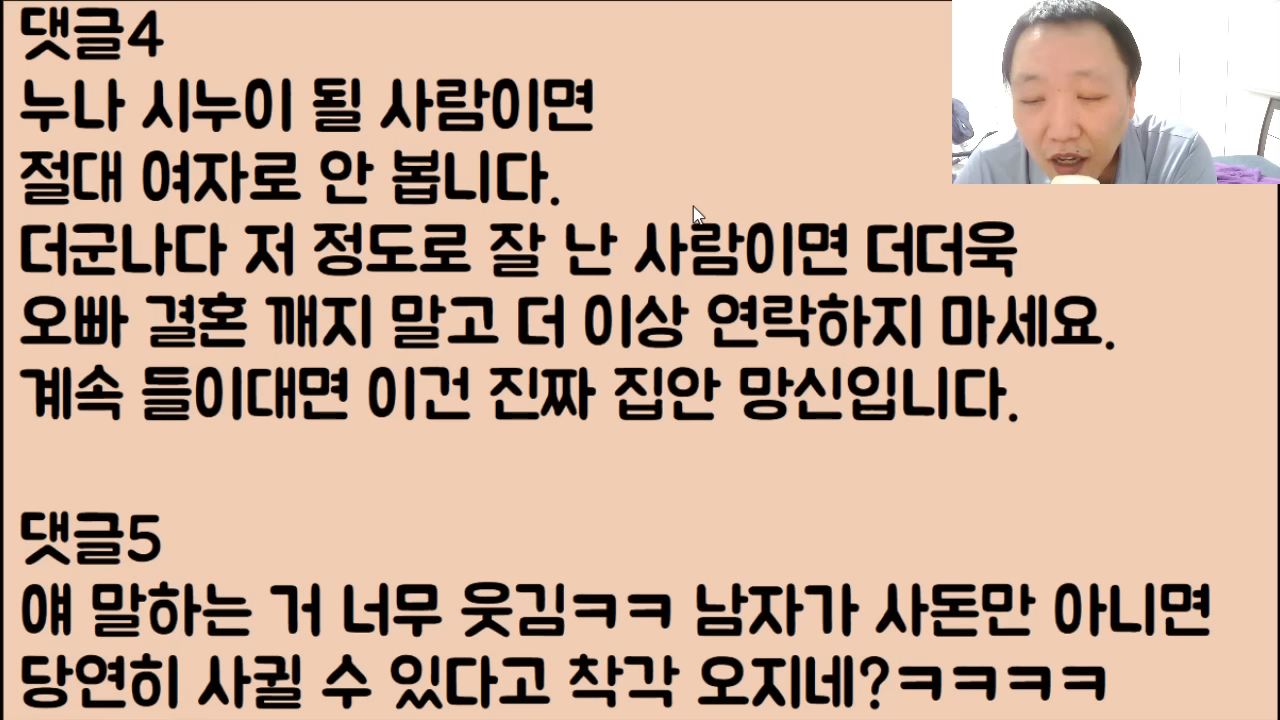 댓글4
누나 시누이 될 사람이면
절대 여자로 안 봅니다.
더군나다 저 정도로 잘 난 사람이면 더더욱
오빠 결혼 깨지 말고 더 이상 연락하지 마세요.
계속 들이대면 이건 진짜 집안 망신입니다.
댓글5
얘 말하는 거 너무 웃김ㅋㅋ 남자가 사돈만 아니면
당연히 사귈 수 있다고 착각 오지네?ㅋㅋㅋㅋ